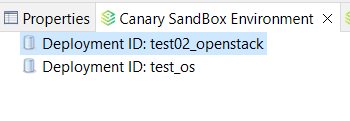 Properties
Canary SandBox Environment
Deployment ID: test02_openstack
Deployment ID: test_os